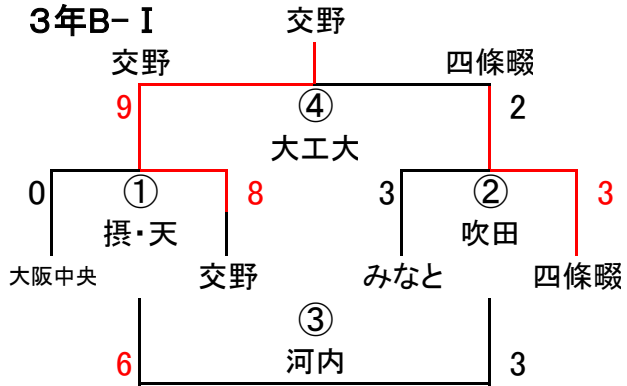 3年B-Ⅰ
交野
交野
四條畷
9
④
2
大工大
0
①
8
3
②
3
摂・天
吹田
大阪中央
交野
みなと
四條畷
③
6
河内
3